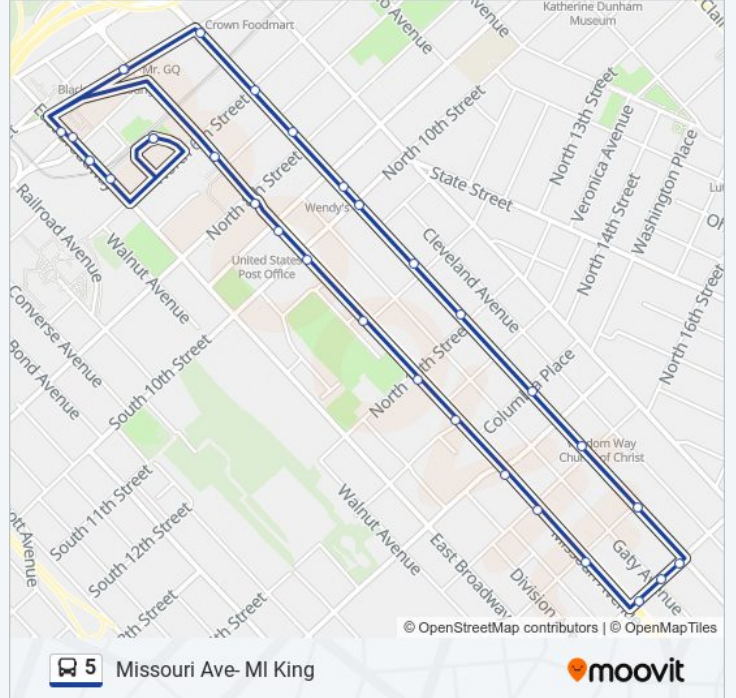 Katherine Dunham
Museum
Crown Foodmart
Mr. GQ
North 10th Street
North 13th Street
Veronica Avenue
Washington Place
State Street
North 14th Street
Wendy's
Railroad Avenue
Walnut Avenue
United States
Post Office
Cleveland Avenue
North 16th Street
Converse Avenue
Bond Avenue
South 10th Street
Columbia Place
Church of Christ
South 11th Street
South 12th Street
Walnut Avenue
East Broadway
Gaty Avenue
Division
Missouri Avenue
© OpenStreetMap contributors | © OpenMapTiles
5 Missouri Ave- Ml King
moovit